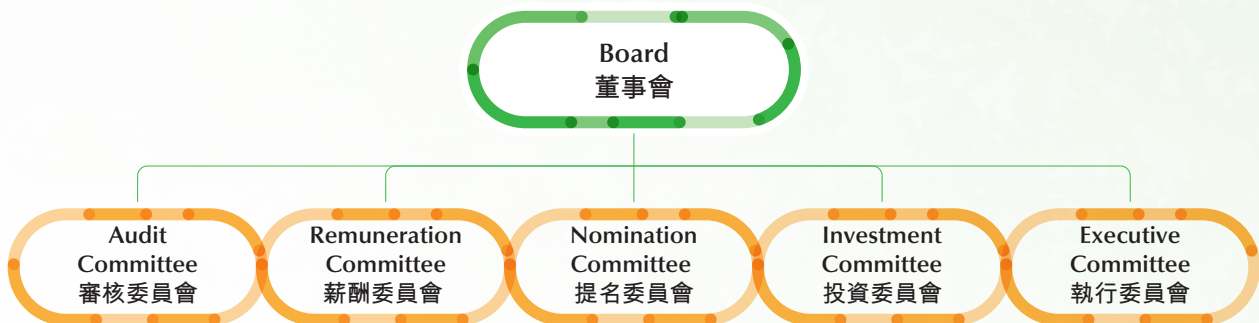 Board
董事會
Audit
Committee
審核委員會
Remuneration
Committee
薪酬委員會
Nomination
Committee
提名委員會
Investment
Committee
投資委員會
Executive
Committee
執行委員會